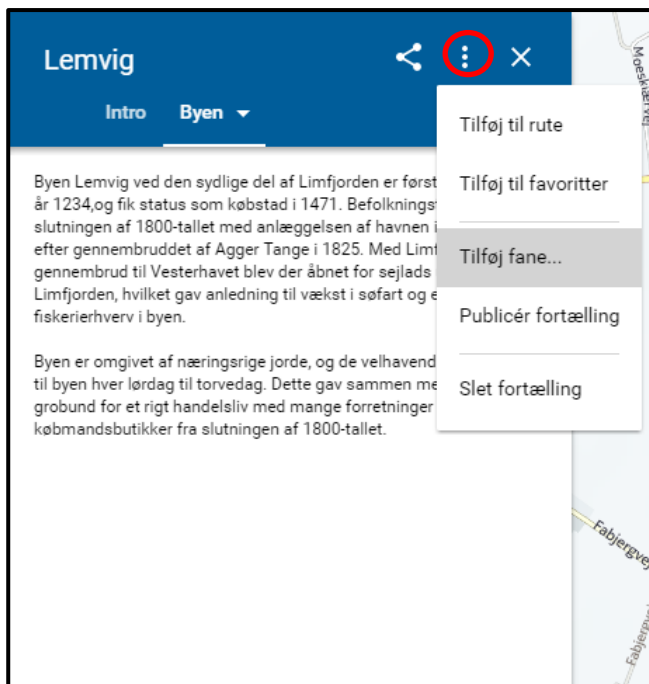 Lemvig
Intro Byen
Tilføj til rute
Tilføj til favoritter
Tilføj fane...
Publicér fortælling
Slet fortælling
Byen Lemvig ved den sydlige del af Limfjorden er først
år 1234,og fik status som købstad i 1471. Befolknings
slutningen af 1800-tallet med anlæggelsen af havnen i
efter gennembruddet af Agger Tange i 1825. Med Limf
gennembrud til Vesterhavet blev der åbnet for sejlads
Limfjorden, hvilket gav anledning til vækst i søfart og e
fiskerierhverv i byen.
Byen er omgivet af næringsrige jorde, og de velhavend
til byen hver lørdag til torvedag. Dette gav sammen me
grobund for et rigt handelsliv med mange forretninger
købmandsbutikker fra slutningen af 1800-tallet.
Moeskjærvej
Fabjergvej
Fabjergvej